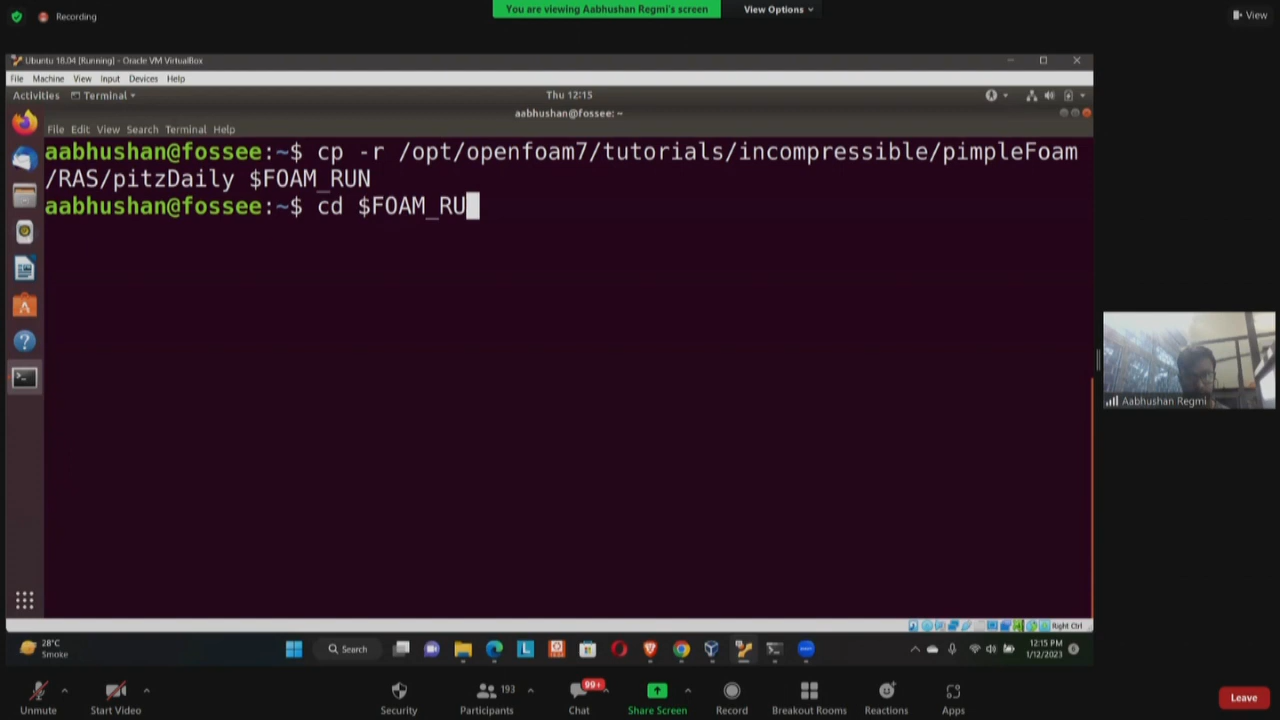 Recording
You are viewing Aabhushan Regmi's screen
View Options
View
Ubuntu 18.04 [Running] - Oracle VM VirtualBox
File Machine View Input Devices Help
Activities
Terminal
Thu 12:15
aabhushan@fossee: ~
File Edit View Search Terminal Help
aabhushan@fossee:~$ cp -r /opt/openfoam7/tutorials/incompressible/pimpleFoam
/RAS/pitzDaily $FOAM_RUN
aabhushan@fossee:~$ cd $FOAM_RU
Aabhushan Regmi
Right Ctrl
28°C
Smoke
Search
12:15 PM
1/12/2023
Unmute
Start Video
Security
193
Participants
99+
Chat
Share Screen
Record
Breakout Rooms
Reactions
Apps
Leave